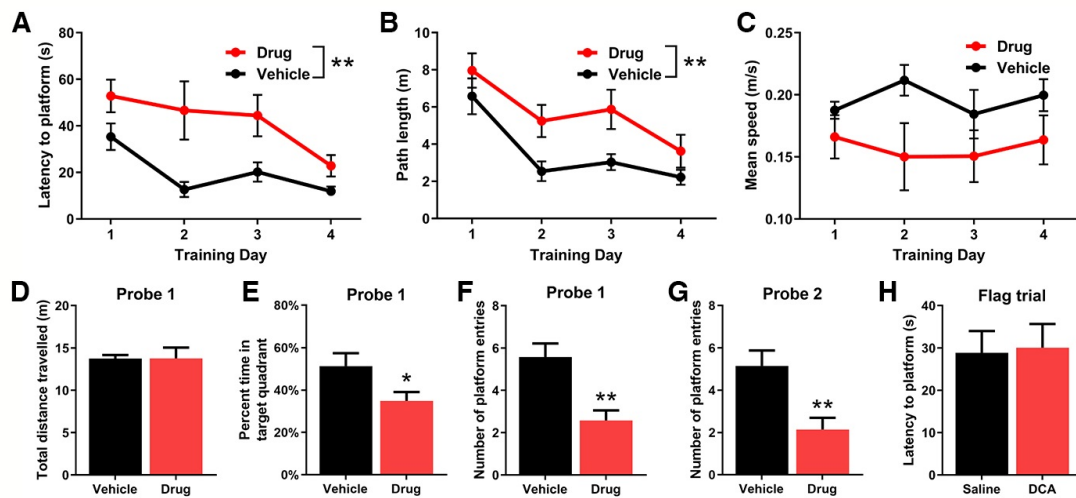 A
Latency to platform (s)
80
60
40
20
0
Drug
Vehicle
**
1 2 3 4
Training Day
B
Path length (m)
10
8
6
4
2
0
Drug
Vehicle
**
1 2 3 4
Training Day
C
Mean speed (m/s)
0.25
0.20
0.15
0.10
Drug
Vehicle
1 2 3 4
Training Day
D
Probe 1
Total distance travelled (m)
20
15
10
5
0
Vehicle Drug
E
Probe 1
Percent time in
target quadrant
80%
60%
40%
20%
0%
*
Vehicle Drug
F
Probe 1
Number of platform entries
8
6
4
2
0
**
Vehicle Drug
G
Probe 2
Number of platform entries
8
6
4
2
0
**
Vehicle Drug
H
Flag trial
Latency to platform (s)
40
30
20
10
0
Saline DCA